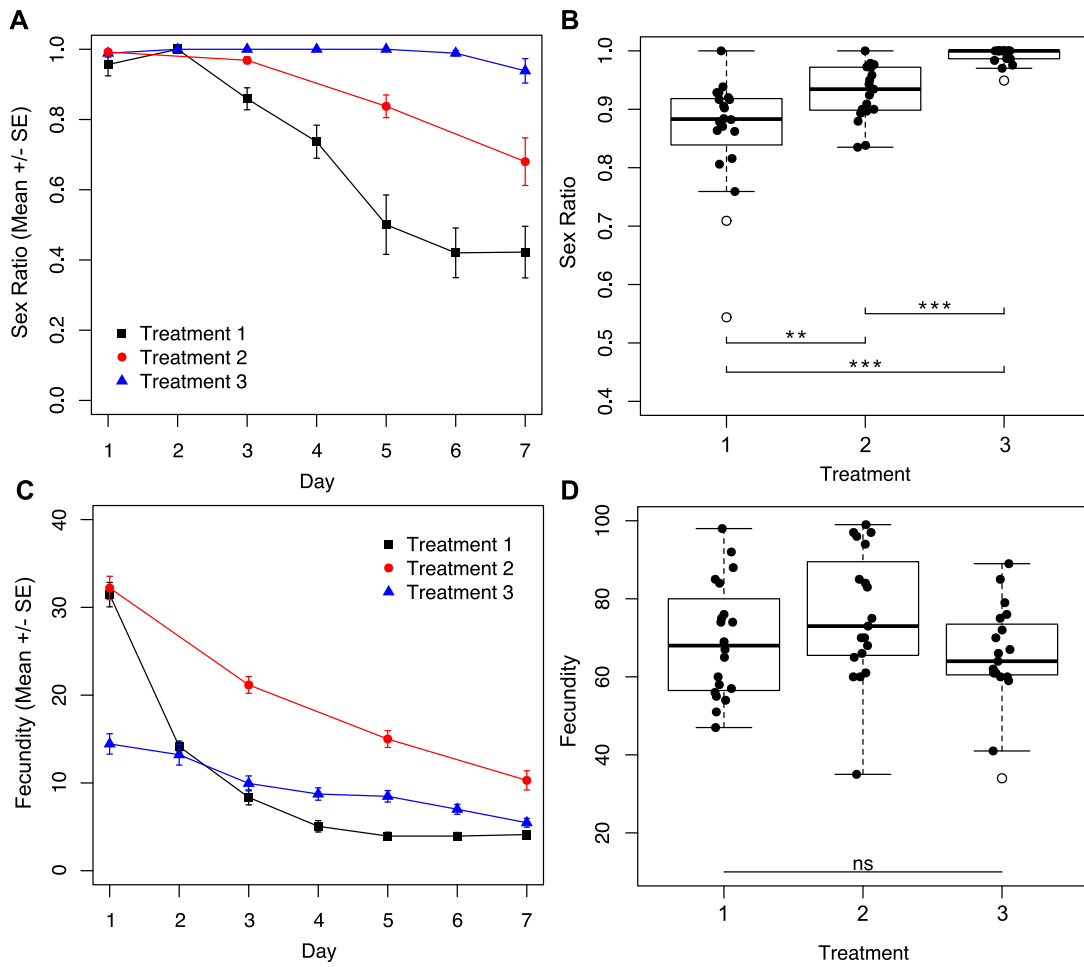 A
Sex Ratio (Mean +/- SE)
1.0
0.8
0.6
0.4
0.2
0.0
Treatment 1
Treatment 2
Treatment 3
1 2 3 4 5 6 7
Day
B
Sex Ratio
1.0
0.9
0.8
0.7
0.6
0.5
0.4
***
**
***
1 2 3
Treatment
C
Fecundity (Mean +/- SE)
40
30
20
10
0
Treatment 1
Treatment 2
Treatment 3
1 2 3 4 5 6 7
Day
D
Fecundity
100
80
60
40
20
ns
1 2 3
Treatment